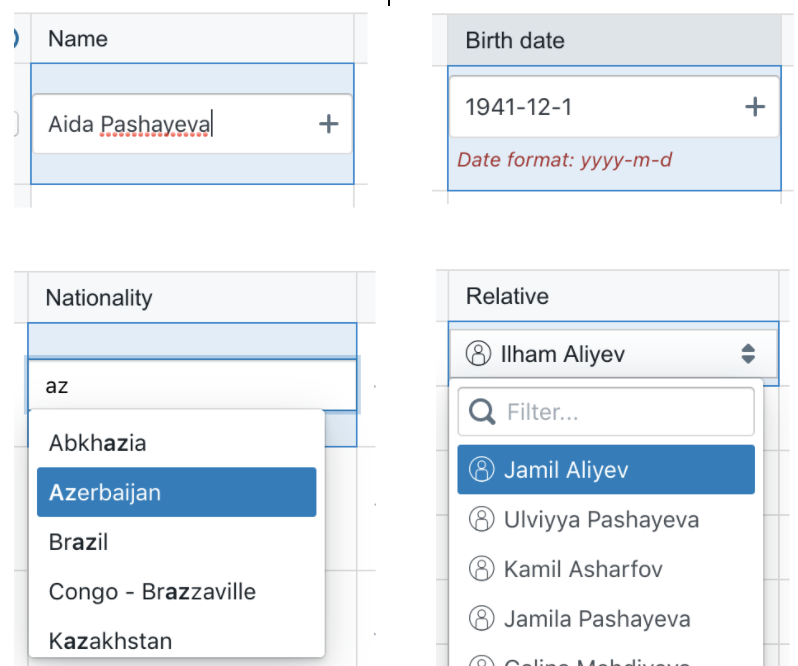 Name
Aida Pashayeva
Birth date
1941-12-1
Date format: yyyy-m-d
Nationality
az
Abkhazia
Azerbaijan
Brazil
Congo - Brazzaville
Kazakhstan
Relative
Ilham Aliyev
Filter...
Jamil Aliyev
Ulviyya Pashayeva
Kamil Asharfov
Jamila Pashayeva